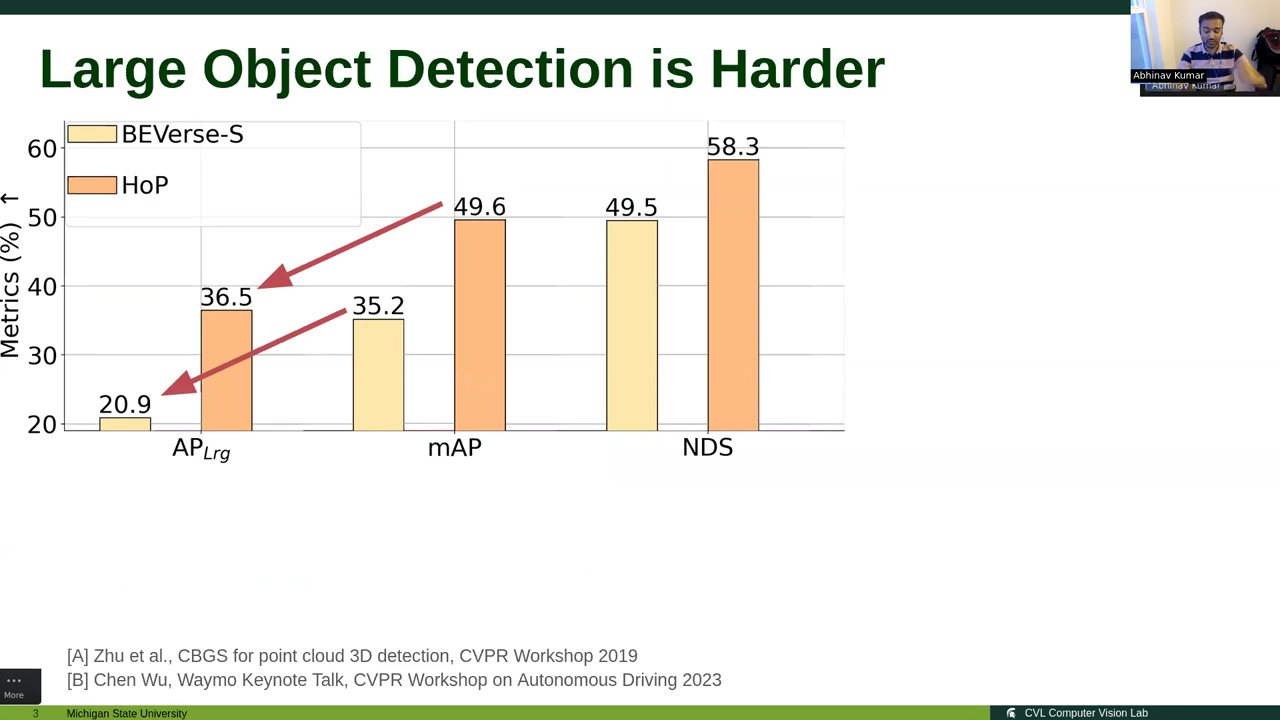 Large Object Detection is Harder
Abhinav Kumar
Abhinav Kumar
BEVerse-S
HoP
Metrics (%) ↑
60
50
40
30
20
20.9
36.5
35.2
49.6
49.5
58.3
AP_Lrg
mAP
NDS
[A] Zhu et al., CBGS for point cloud 3D detection, CVPR Workshop 2019
[B] Chen Wu, Waymo Keynote Talk, CVPR Workshop on Autonomous Driving 2023
More
3 Michigan State University
CVL Computer Vision Lab